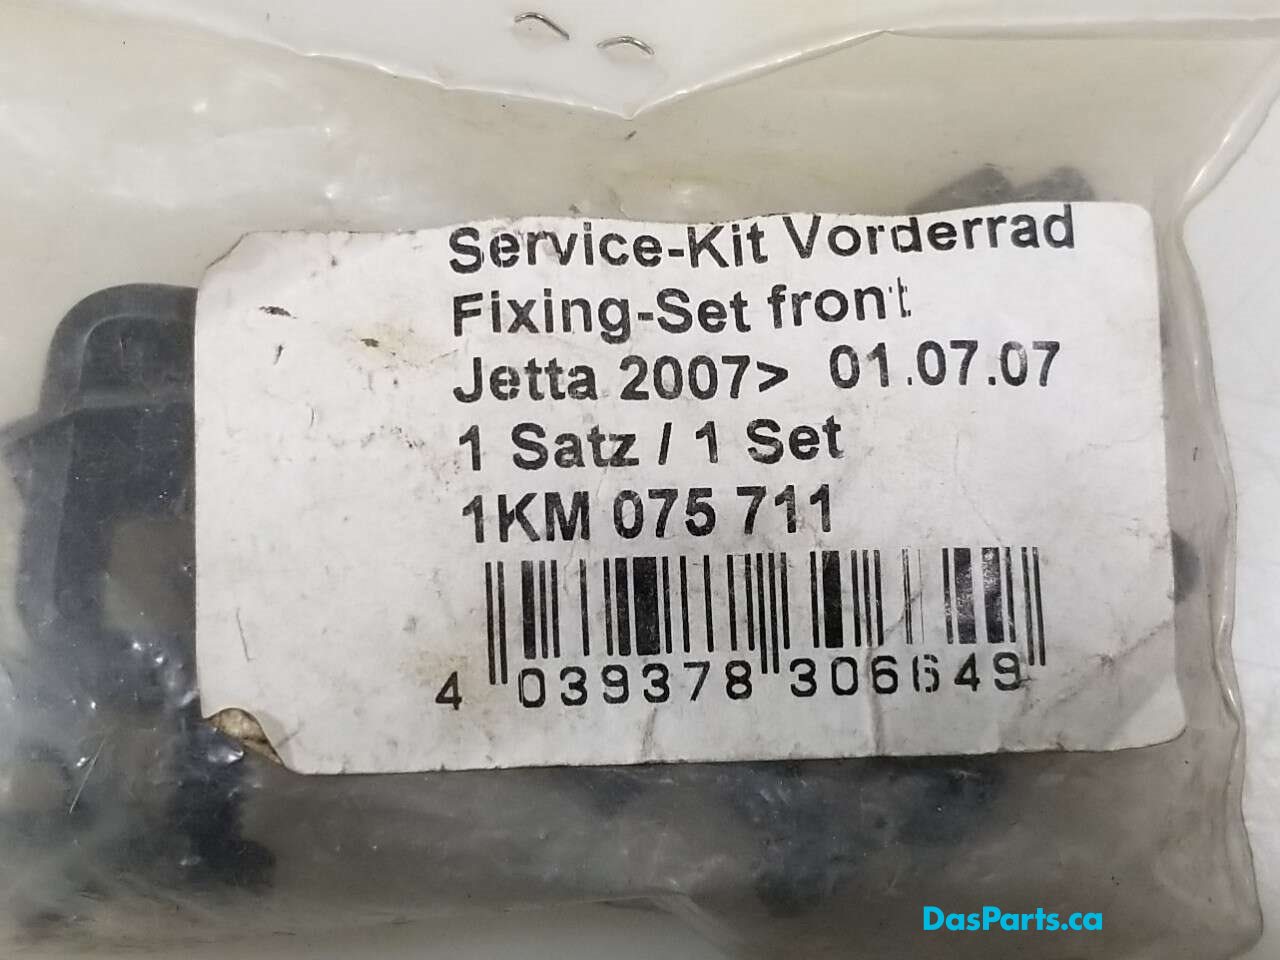 Service-Kit Vorderrad
Fixing-Set front
Jetta 2007> 01.07.07
1 Satz / 1 Set
1KM 075 711
4 039378 306649
DasParts.ca